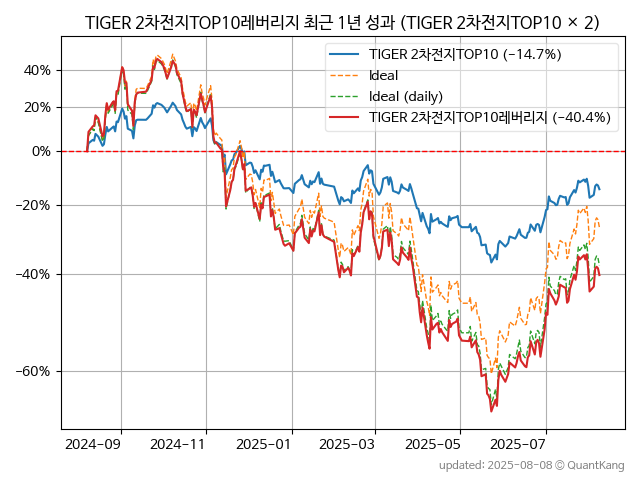 TIGER 2차전지TOP10레버리지 최근 1년 성과 (TIGER 2차전지TOP10 × 2)
TIGER 2차전지TOP10 (−14.7%)
Ideal
Ideal (daily)
TIGER 2차전지TOP10레버리지 (−40.4%)
40%
20%
0%
−20%
−40%
−60%
2024-09 2024-11 2025-01 2025-03 2025-05 2025-07
updated: 2025-08-08 © QuantKang